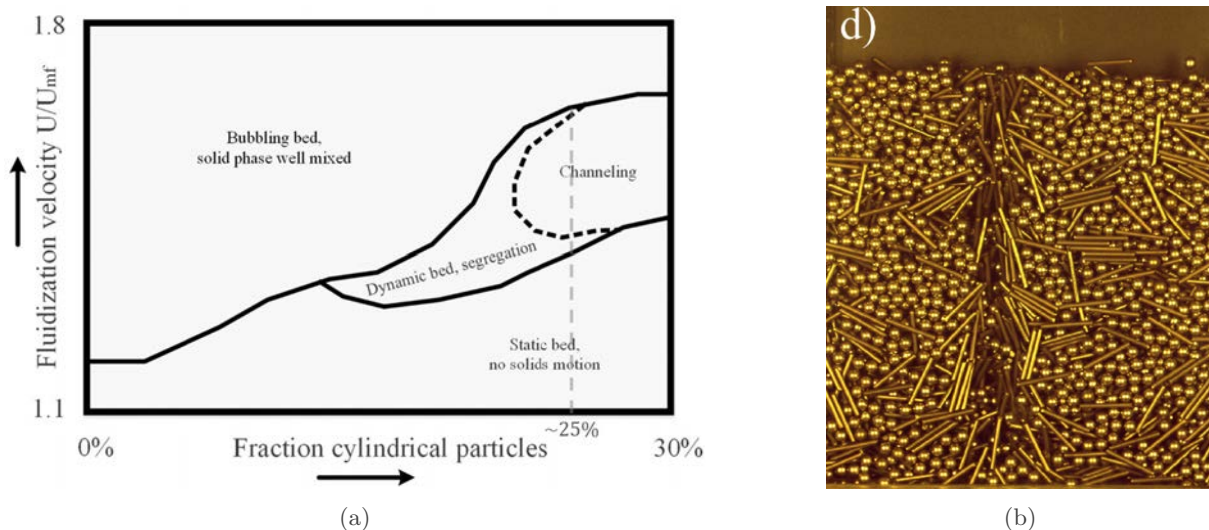 1.8
Fluidization velocity U/Umf
Bubbling bed,
solid phase well mixed
Channeling
Dynamic bed, segregation
Static bed,
no solids motion
1.1
~25%
0%
Fraction cylindrical particles
30%
(a)
d)
(b)